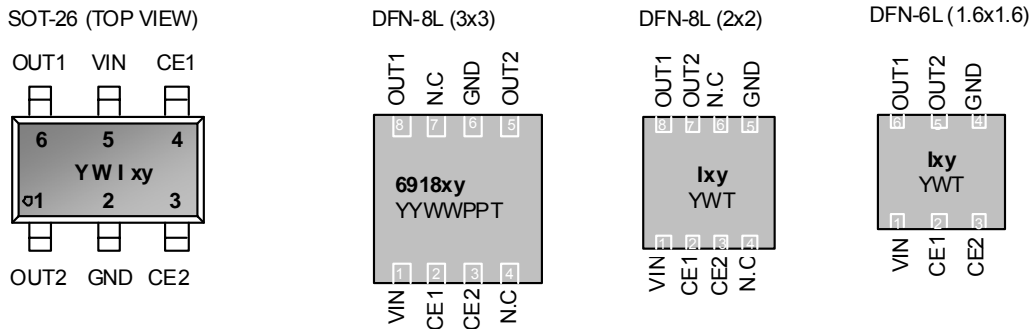 SOT-26 (TOP VIEW)
OUT1 VIN CE1
6 5 4
Y W I xy
1 2 3
OUT2 GND CE2
DFN-8L (3x3)
OUT1 N.C GND OUT2
8 7 6 5
6918xy
YYWWPPT
1 2 3 4
VIN CE1 CE2 N.C
DFN-8L (2x2)
OUT1 OUT2 N.C GND
8 7 6 5
Ixy
YWT
1 2 3 4
VIN CE1 CE2 N.C
DFN-6L (1.6x1.6)
OUT1 OUT2 GND
6 5 4
Ixy
YWT
1 2 3
VIN CE1 CE2